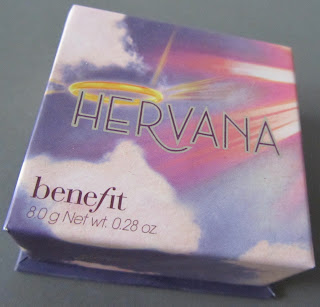 HERVANA
benefit
8.0 g Net wt. 0.28 oz.